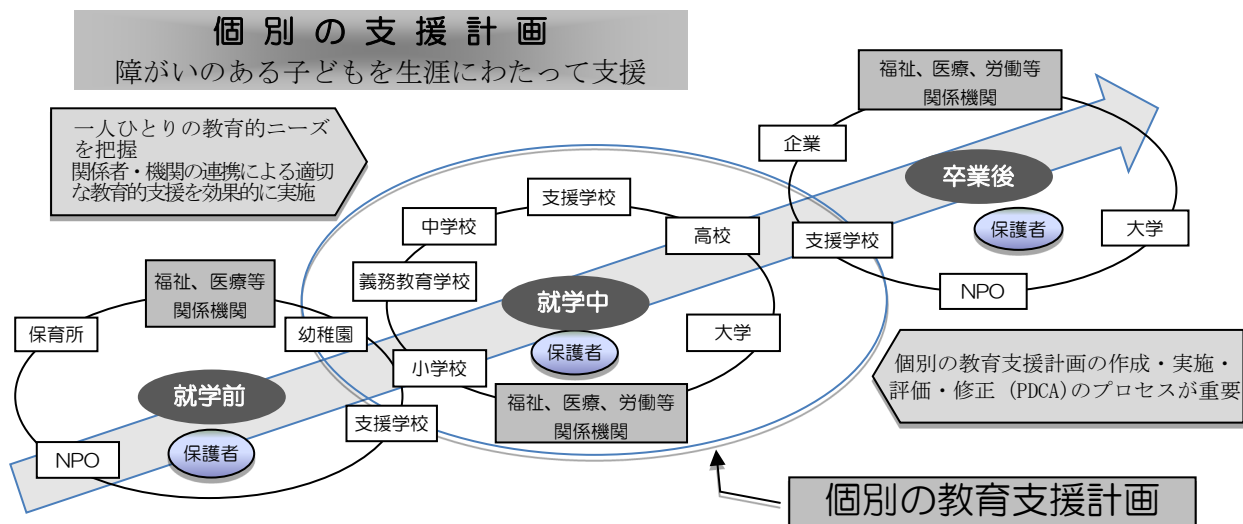 個別の支援計画
障がいのある子どもを生涯にわたって支援
一人ひとりの教育的ニーズ
を把握
関係者・機関の連携による適切
な教育的支援を効果的に実施
福祉、医療、労働等
関係機関
企業
卒業後
保護者
大学
支援学校
NPO
支援学校
中学校
高校
義務教育学校
就学中
保護者
大学
小学校
福祉、医療、労働等
関係機関
福祉、医療等
関係機関
保育所
幼稚園
就学前
支援学校
保護者
NPO
個別の教育支援計画の作成・実施・
評価・修正 (PDCA)のプロセスが重要
個別の教育支援計画